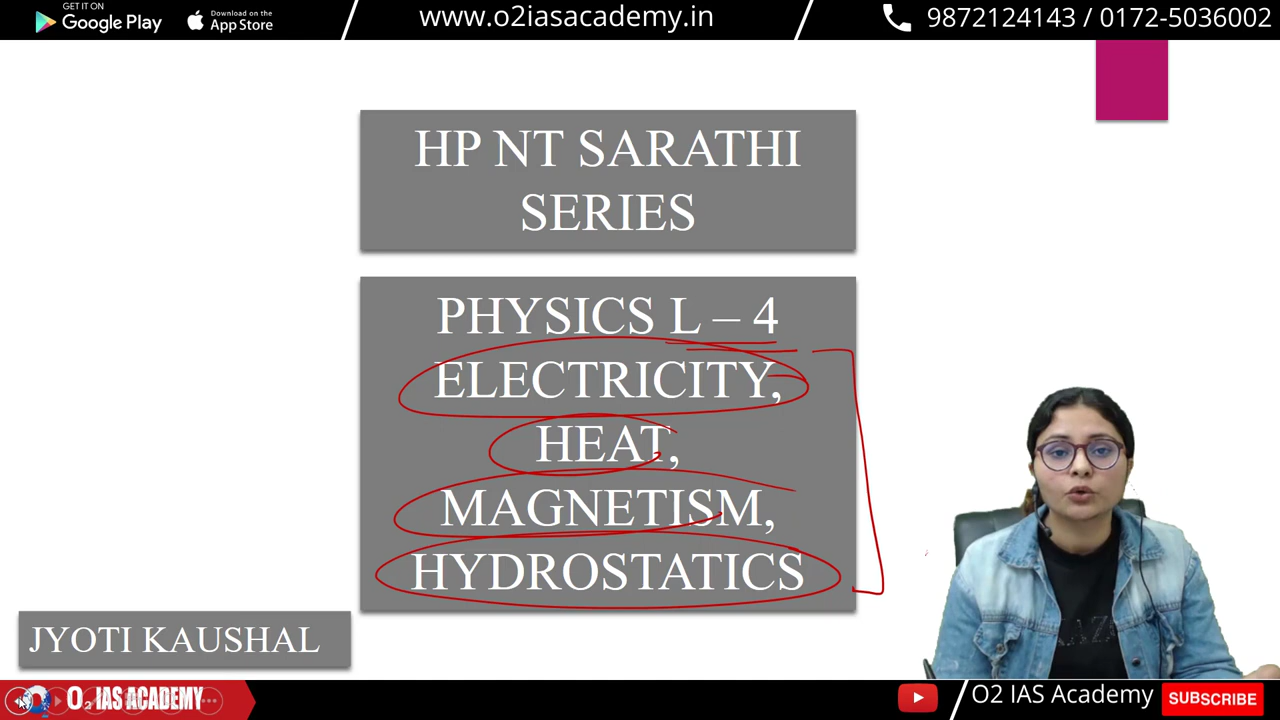 GET IT ON
Google Play
Download on the
App Store
www.o2iasacademy.in
9872124143 / 0172-5036002
HP NT SARATHI
SERIES
PHYSICS L – 4
ELECTRICITY,
HEAT,
MAGNETISM,
HYDROSTATICS
JYOTI KAUSHAL
O2 IAS ACADEMY
O2 IAS Academy
SUBSCRIBE